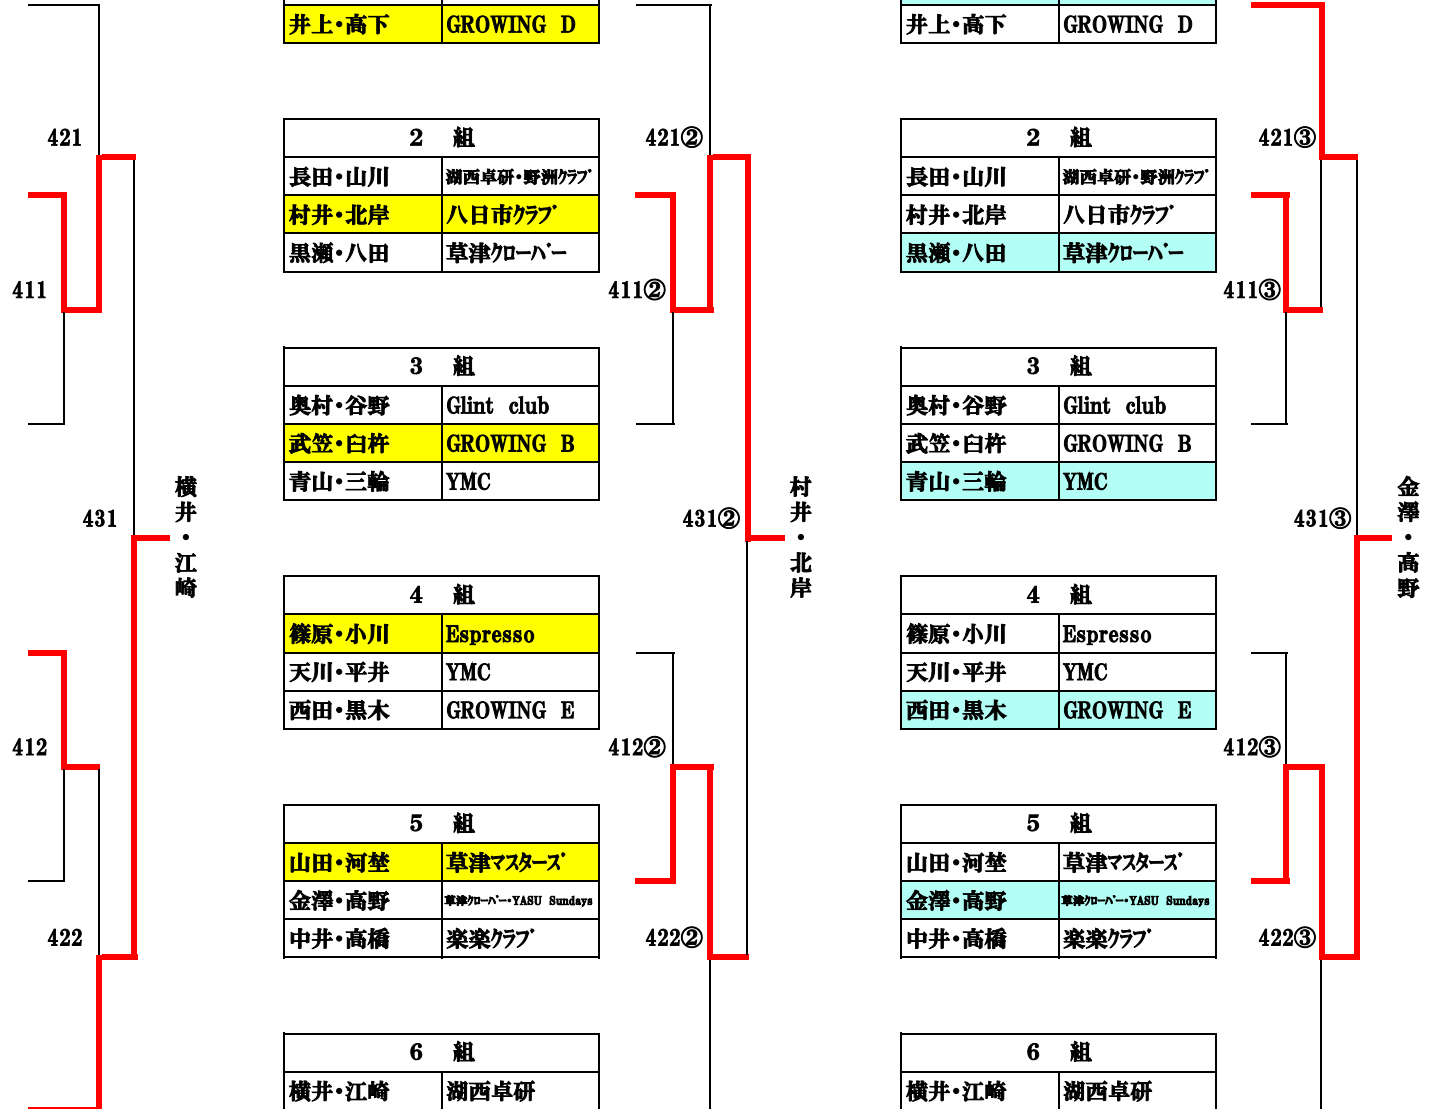 井上・高下 GROWING D
井上・高下 GROWING D
421
2 組
421②
2 組
421③
長田・山川 湖西卓研・野洲クラブ
長田・山川 湖西卓研・野洲クラブ
村井・北岸 八日市クラブ
村井・北岸 八日市クラブ
黒瀬・八田 草津クローバー
黒瀬・八田 草津クローバー
411
411②
411③
3 組
3 組
奥村・谷野 Glint club
奥村・谷野 Glint club
武笠・臼杵 GROWING B
武笠・臼杵 GROWING B
青山・三輪 YMC
青山・三輪 YMC
431
横井・江崎
431②
村井・北岸
431③
金澤・高野
4 組
4 組
篠原・小川 Espresso
篠原・小川 Espresso
天川・平井 YMC
天川・平井 YMC
西田・黒木 GROWING E
西田・黒木 GROWING E
412
412②
412③
5 組
5 組
山田・河埜 草津マスターズ
山田・河埜 草津マスターズ
金澤・高野 草津クローバー・YASU Sundays
金澤・高野 草津クローバー・YASU Sundays
422
中井・高橋 楽楽クラブ
422②
中井・高橋 楽楽クラブ
422③
6 組
6 組
横井・江崎 湖西卓研
横井・江崎 湖西卓研